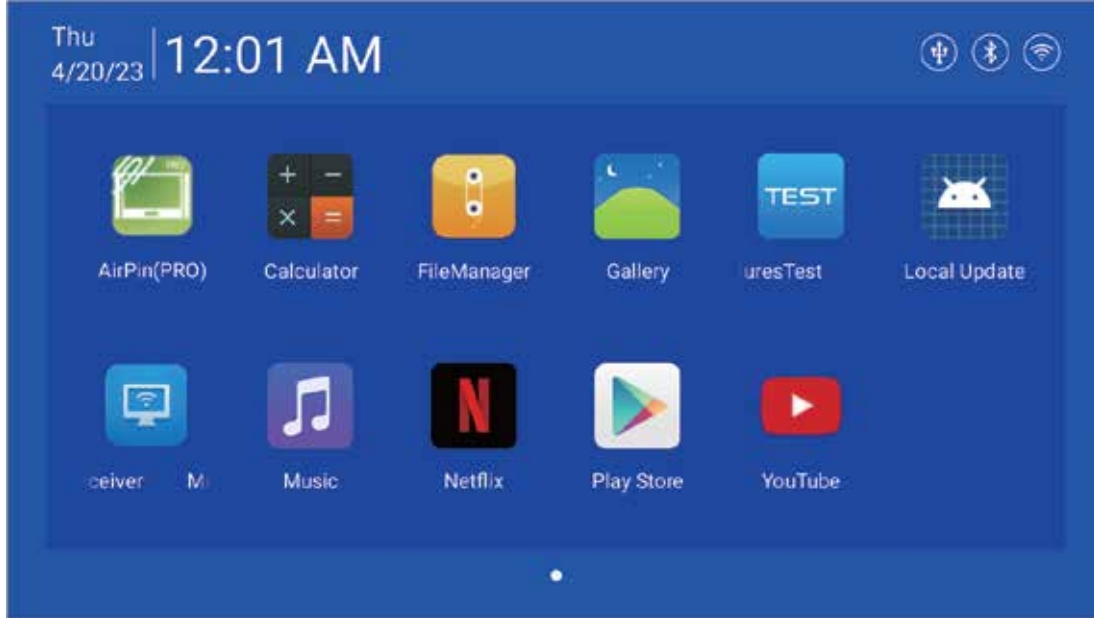 Thu
4/20/23
12:01 AM
PRO
TEST
AirPin(PRO) Calculator FileManager Gallery uresTest Local Update
N
ceiver M
Music Netflix Play Store YouTube